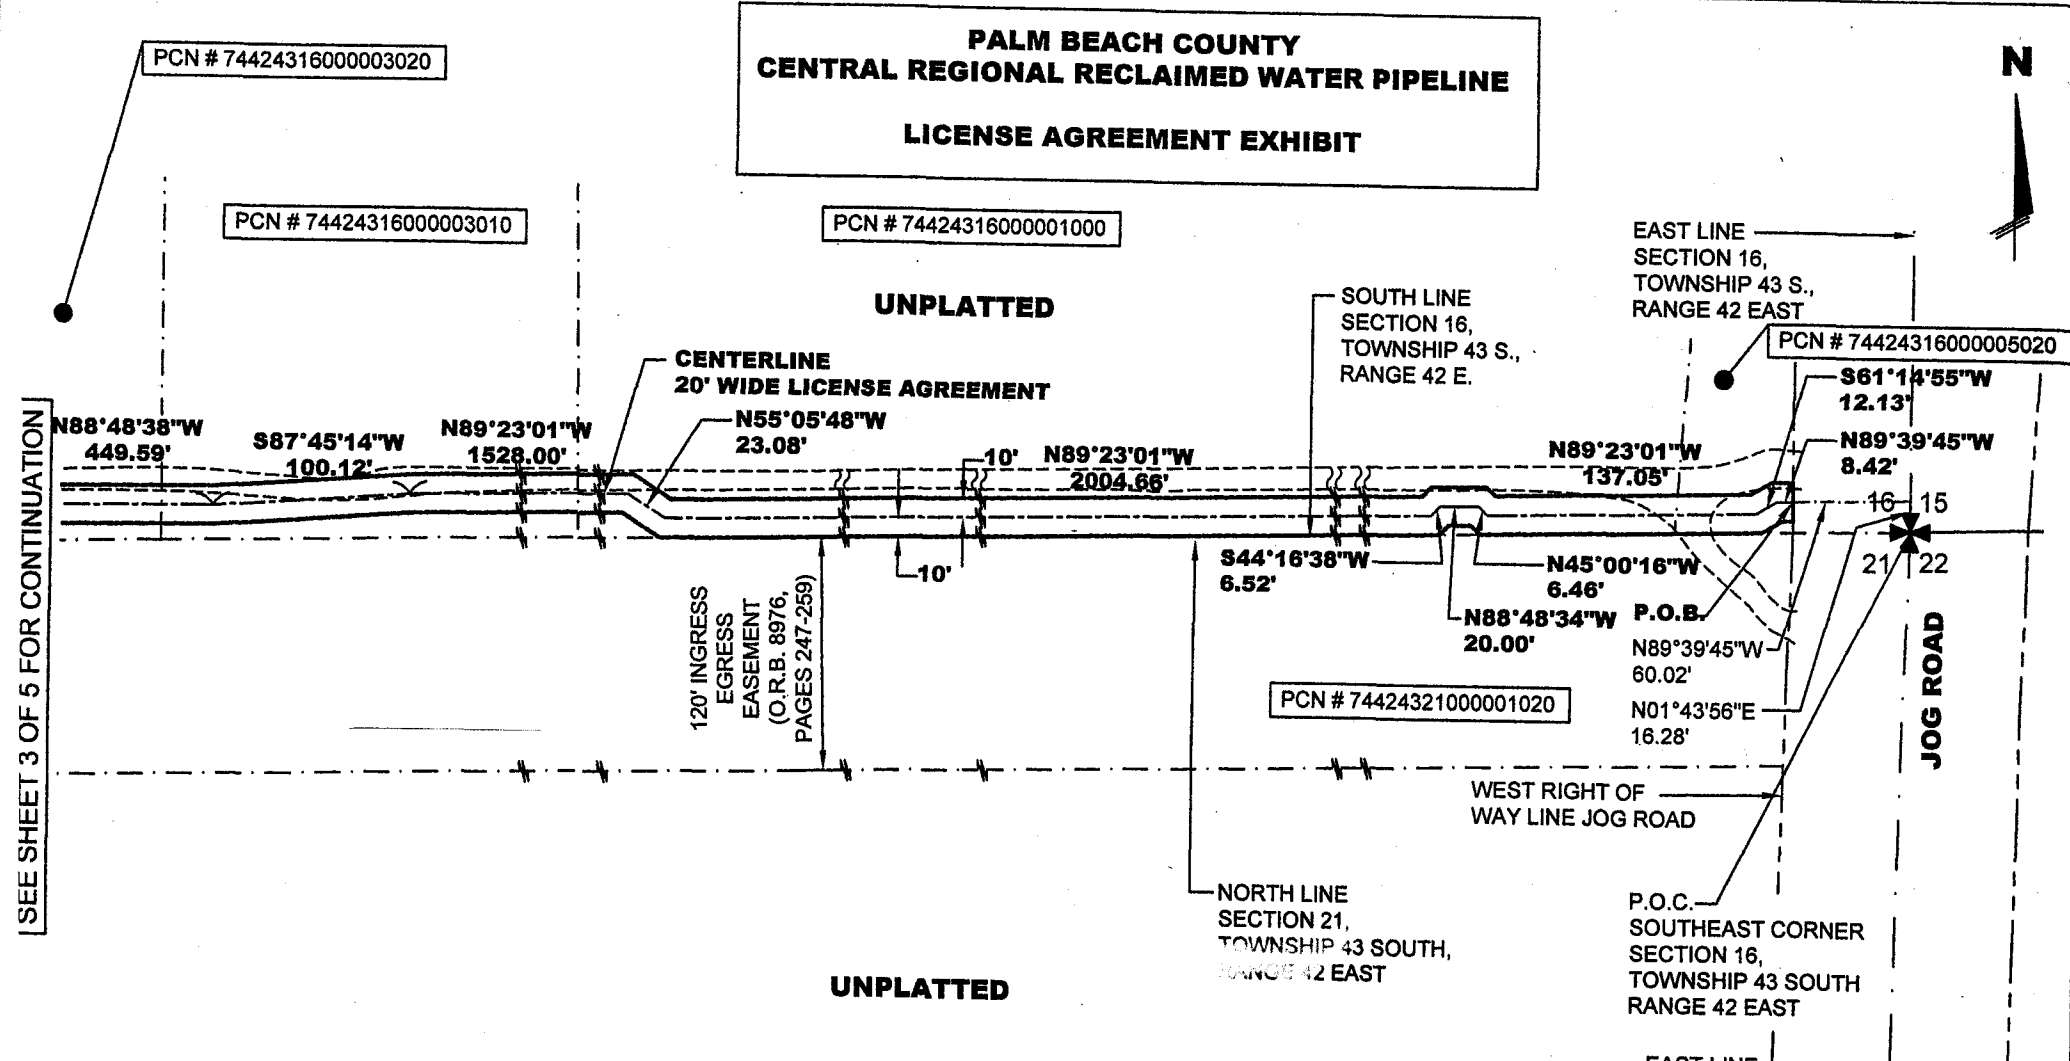 PALM BEACH COUNTY
CENTRAL REGIONAL RECLAIMED WATER PIPELINE
LICENSE AGREEMENT EXHIBIT
N
PCN # 74424316000003020
PCN # 74424316000003010
PCN # 74424316000001000
EAST LINE
SECTION 16,
TOWNSHIP 43 S.,
RANGE 42 EAST
UNPLATTED
SOUTH LINE
SECTION 16,
TOWNSHIP 43 S.,
RANGE 42 E.
PCN # 74424316000005020
CENTERLINE
20' WIDE LICENSE AGREEMENT
S61°14'55"W
12.13'
N88°48'38"W
449.59'
S87°45'14"W
100.12'
N89°23'01"W
1528.00'
N55°05'48"W
23.08'
10'
N89°23'01"W
2004.66'
N89°23'01"W
137.05'
N89°39'45"W
8.42'
16
15
21
22
10'
S44°16'38"W
6.52'
N45°00'16"W
6.46'
N88°48'34"W
20.00'
P.O.B.
N89°39'45"W
60.02'
N01°43'56"E
16.28'
120' INGRESS
EGRESS
EASEMENT
(O.R.B. 8976,
PAGES 247-259)
PCN # 74424321000001020
JOG ROAD
SEE SHEET 3 OF 5 FOR CONTINUATION
WEST RIGHT OF
WAY LINE JOG ROAD
NORTH LINE
SECTION 21,
TOWNSHIP 43 SOUTH,
RANGE 42 EAST
P.O.C.
SOUTHEAST CORNER
SECTION 16,
TOWNSHIP 43 SOUTH
RANGE 42 EAST
UNPLATTED
EAST LINE